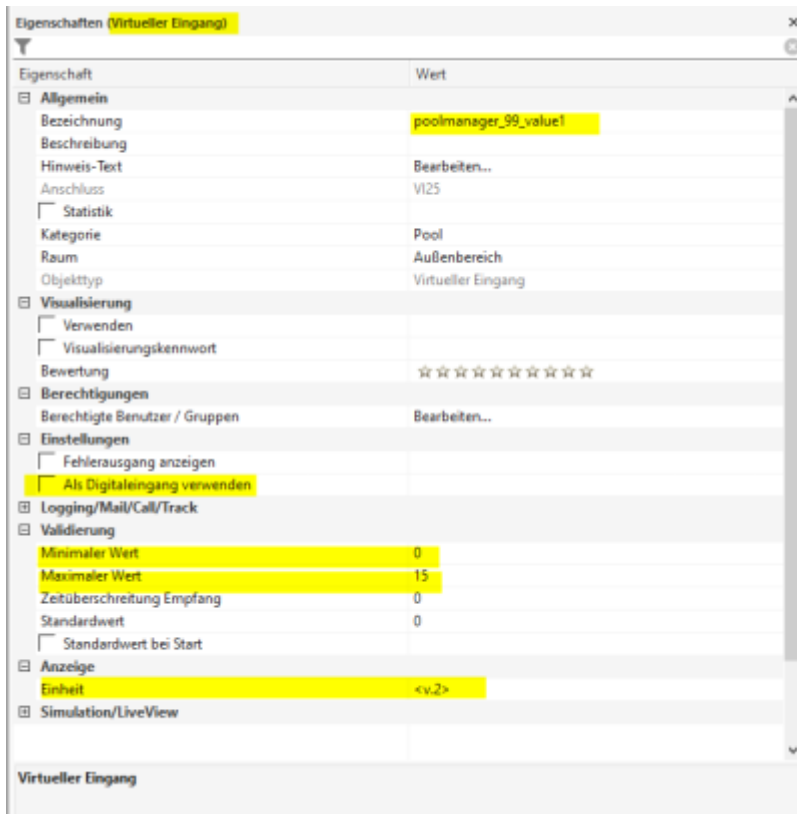 Eigenschaften (Virtueller Eingang)
Eigenschaft Wert
Allgemein
Bezeichnung poolmanager_99_value1
Beschreibung
Hinweis-Text Bearbeiten...
Anschluss VI25
Statistik
Kategorie Pool
Raum Außenbereich
Objekttyp Virtueller Eingang
Visualisierung
Verwenden
Visualisierungskennwort
Bewertung
Berechtigungen
Berechtigte Benutzer / Gruppen Bearbeiten...
Einstellungen
Fehlerausgang anzeigen
Als Digitaleingang verwenden
Logging/Mail/Call/Track
Validierung
Minimaler Wert 0
Maximaler Wert 15
Zeitüberschreitung Empfang 0
Standardwert 0
Standardwert bei Start
Anzeige
Einheit <v.2>
Simulation/LiveView
Virtueller Eingang